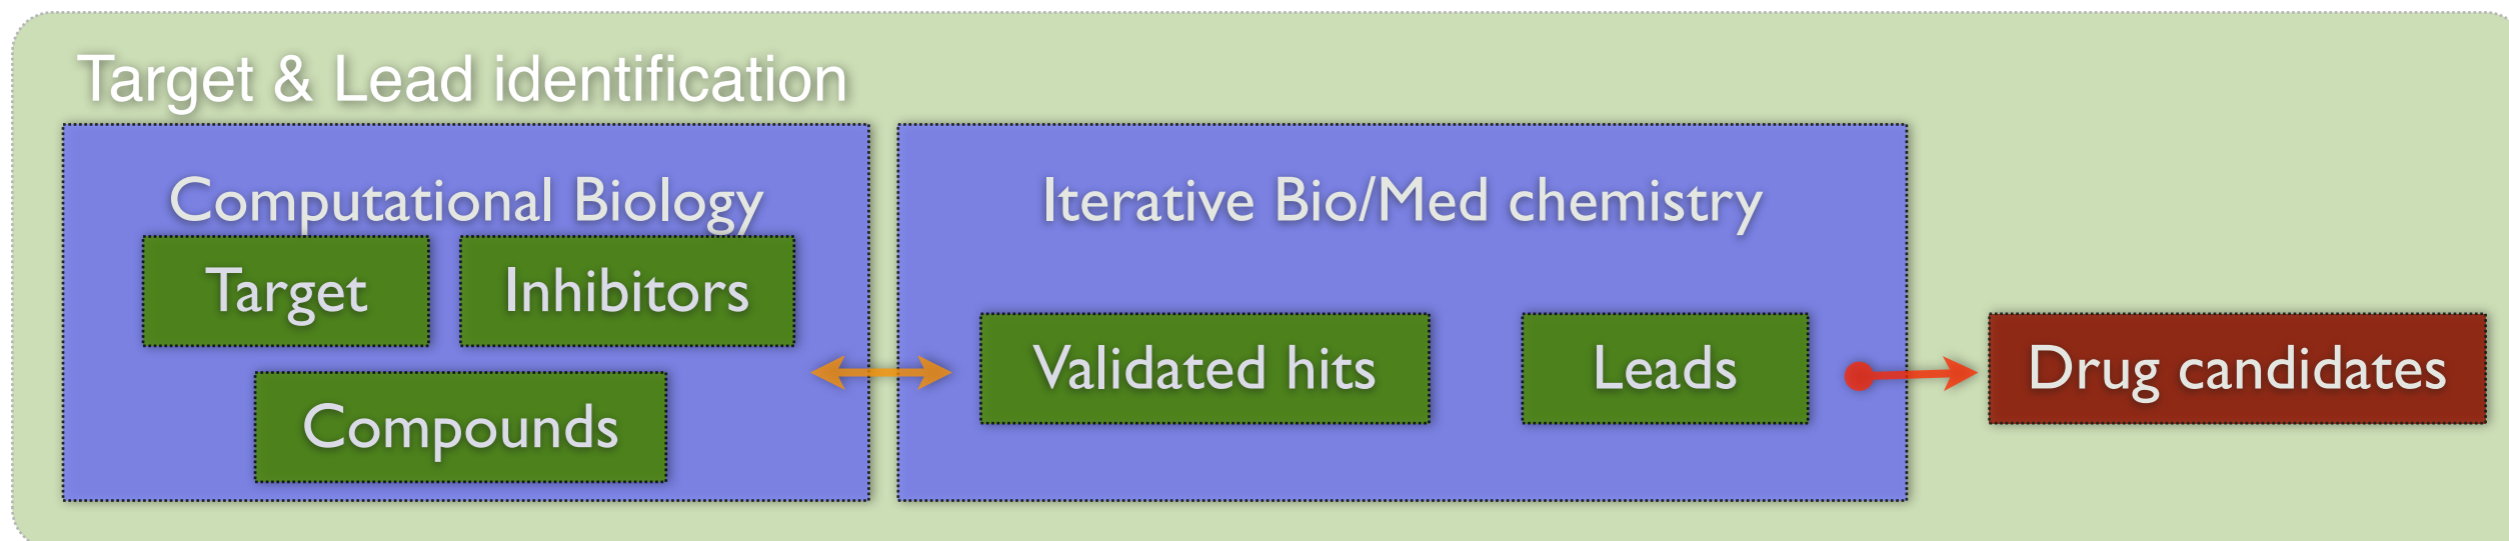 Target & Lead identification
Computational Biology
Target
Inhibitors
Compounds
Iterative Bio/Med chemistry
Validated hits
Leads
Drug candidates